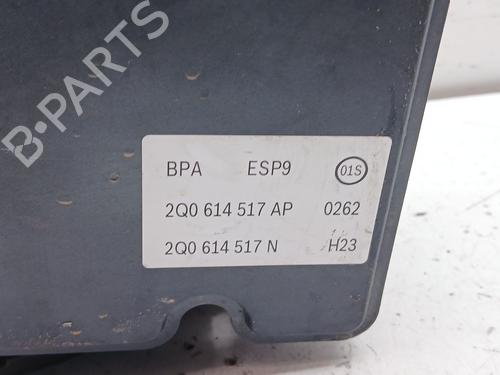 B-PARTS
BPA ESP9 01S
2Q0 614 517 AP 0262
2Q0 614 517 N H23